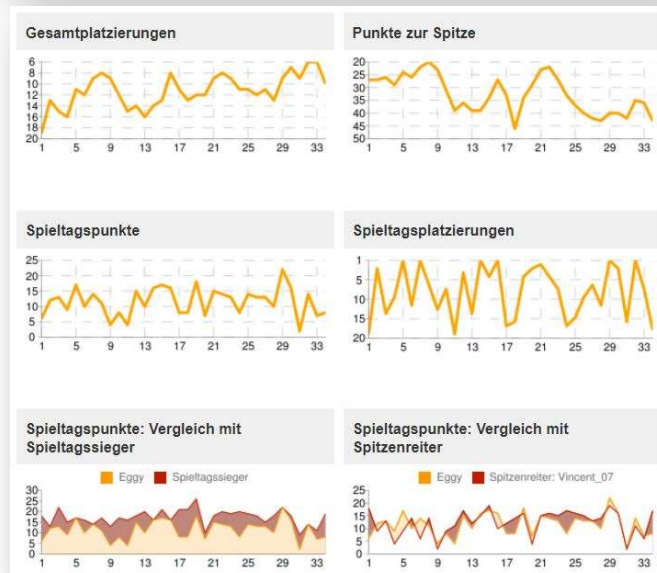 Gesamtplatzierungen
6
8
10
12
14
16
18
20
1 5 9 13 17 21 25 29 33
Punkte zur Spitze
20
25
30
35
40
45
50
1 5 9 13 17 21 25 29 33
Spieltagspunkte
25
20
15
10
5
0
1 5 9 13 17 21 25 29 33
Spieltagsplatzierungen
1
5
10
15
20
1 5 9 13 17 21 25 29 33
Spieltagspunkte: Vergleich mit
Spieltagssieger
Eggy Spieltagssieger
30
25
20
15
10
5
0
1 5 9 13 17 21 25 29 33
Spieltagspunkte: Vergleich mit
Spitzenreiter
Eggy Spitzenreiter: Vincent_07
25
20
15
10
5
0
1 5 9 13 17 21 25 29 33